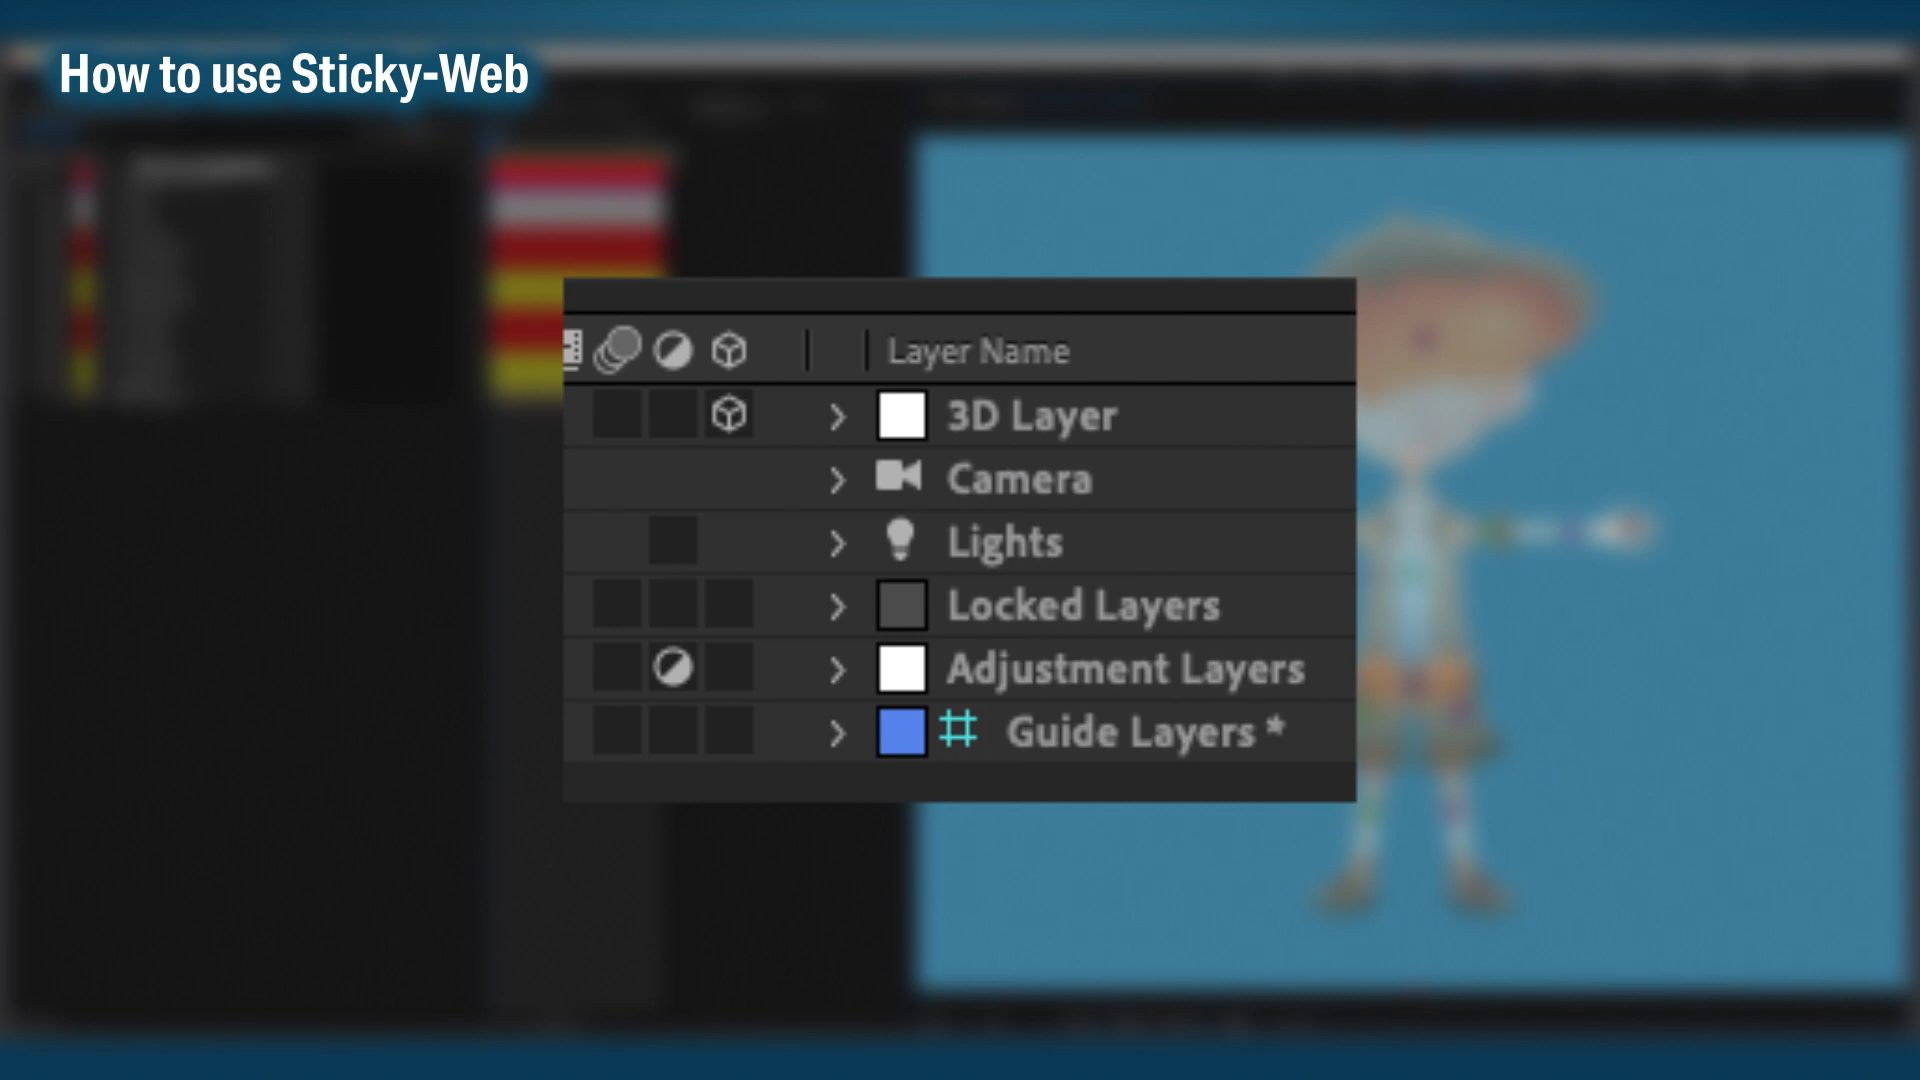 How to use Sticky-Web
Layer Name
3D Layer
Camera
Lights
Locked Layers
Adjustment Layers
Guide Layers *